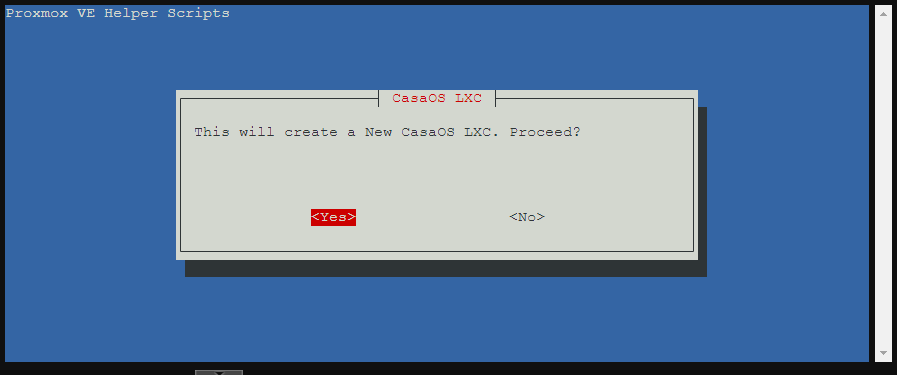 Proxmox VE Helper Scripts
CasaOS LXC
This will create a New CasaOS LXC. Proceed?
<Yes> <No>